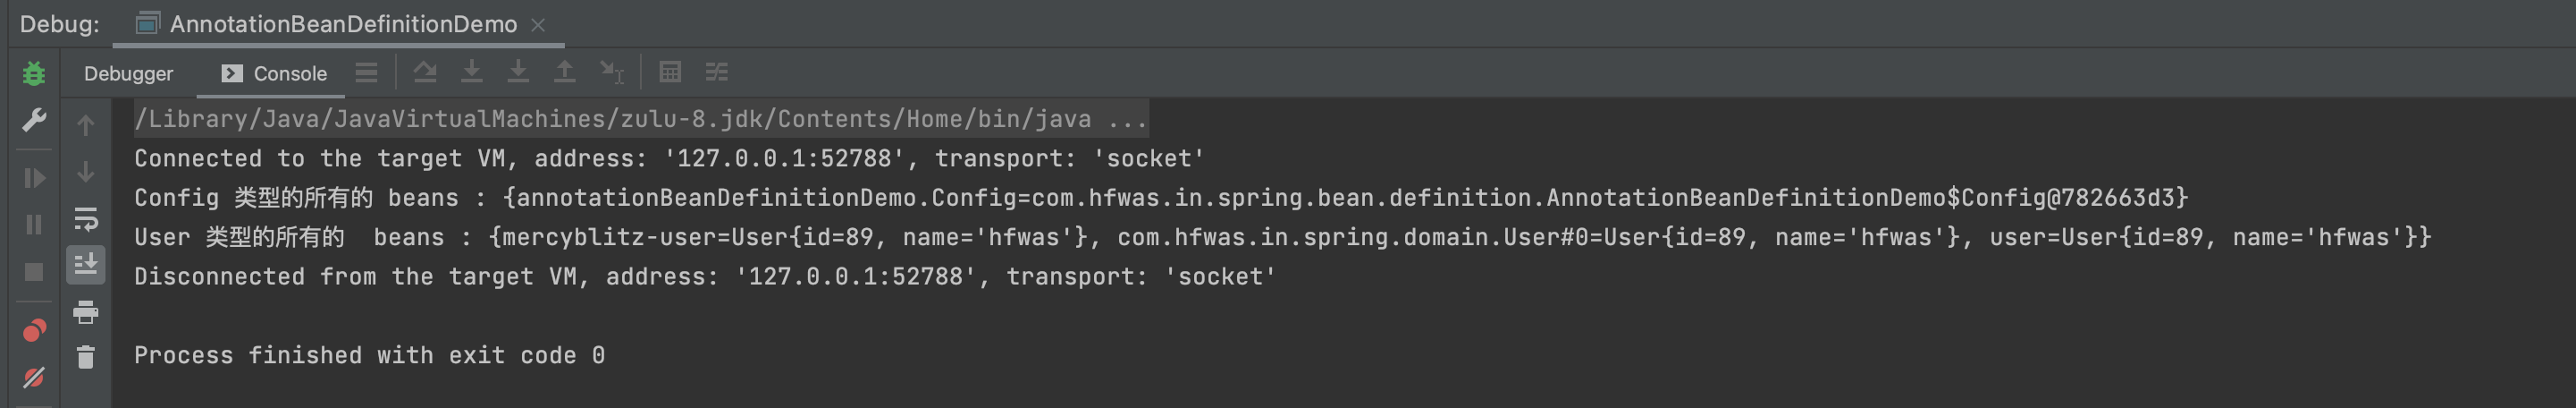 Debug: AnnotationBeanDefinitionDemo
Debugger Console
/Library/Java/JavaVirtualMachines/zulu-8.jdk/Contents/Home/bin/java ...
Connected to the target VM, address: '127.0.0.1:52788', transport: 'socket'
Config 类型的所有的 beans : {annotationBeanDefinitionDemo.Config=com.hfwas.in.spring.bean.definition.AnnotationBeanDefinitionDemo$Config@782663d3}
User 类型的所有的  beans : {mercyblitz-user=User{id=89, name='hfwas'}, com.hfwas.in.spring.domain.User#0=User{id=89, name='hfwas'}, user=User{id=89, name='hfwas'}}
Disconnected from the target VM, address: '127.0.0.1:52788', transport: 'socket'
Process finished with exit code 0